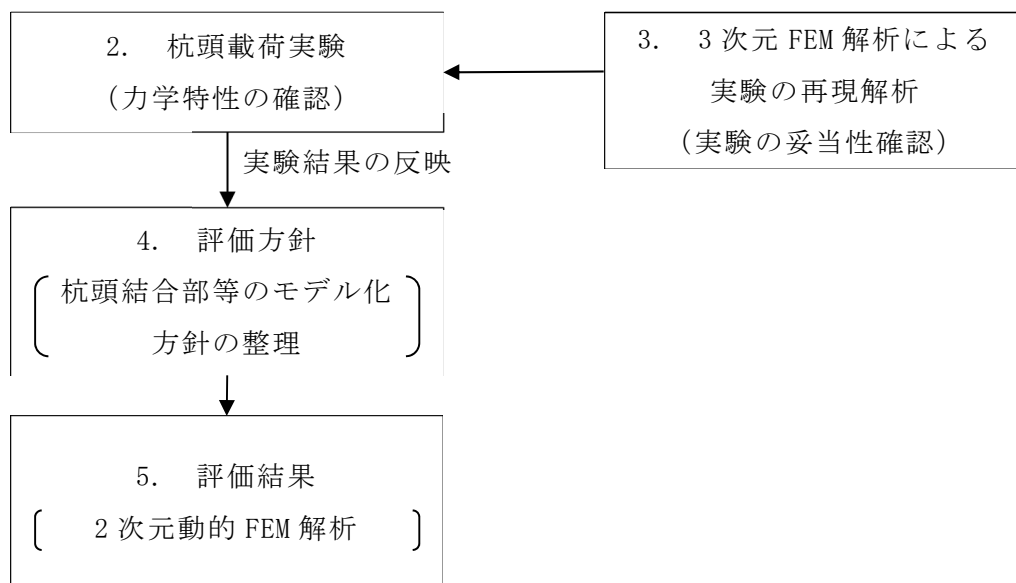 2. 杭頭載荷実験
(力学特性の確認)
3. 3次元FEM解析による
実験の再現解析
(実験の妥当性確認)
実験結果の反映
4. 評価方針
杭頭結合部等のモデル化
方針の整理
5. 評価結果
2次元動的FEM解析